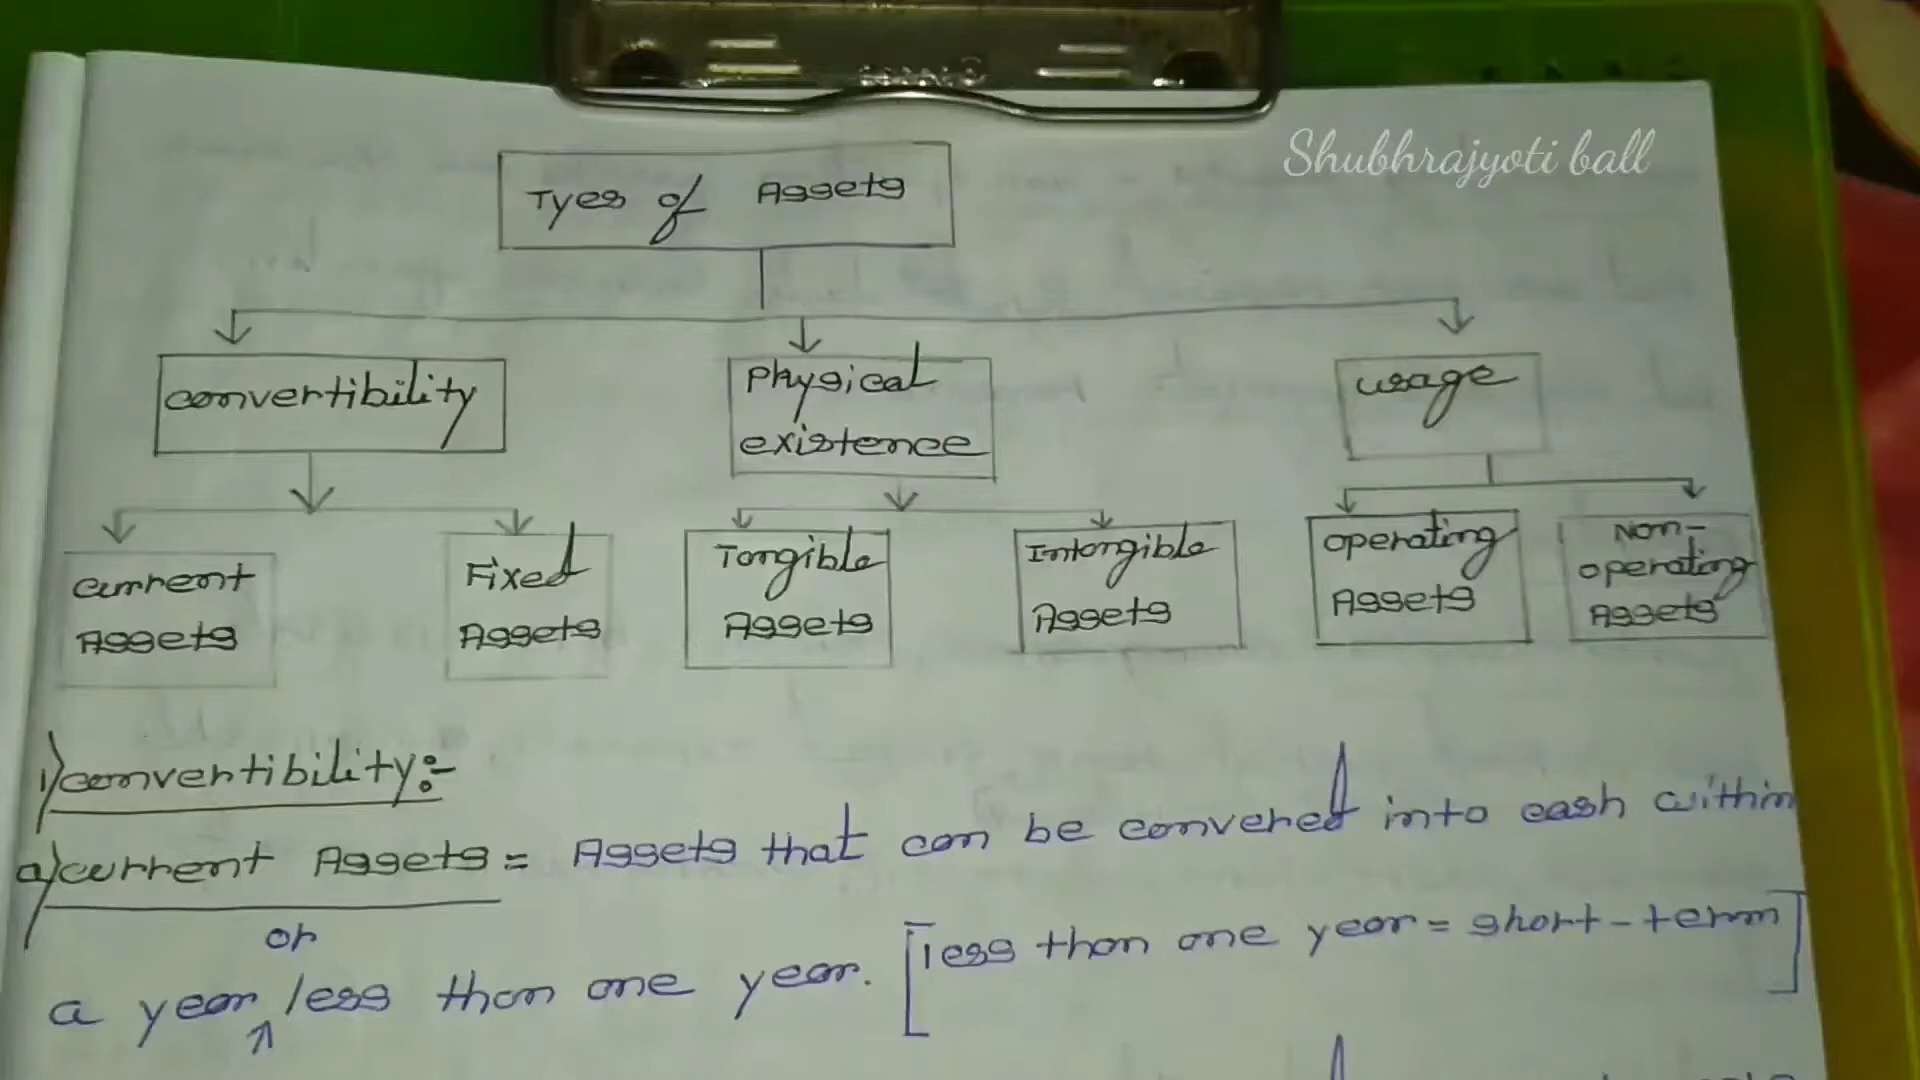 Shubhrajyoti ball
Tyes of Assets
convertibility
Physical
existence
usage
current
Assets
Fixed
Assets
Tangible
Assets
Intangible
Assets
operating
Assets
Non-
operating
Assets
1) convertibility:-
a) current Assets = Assets that can be convered into cash within
or
a year less than one year. [less than one year = short-term]